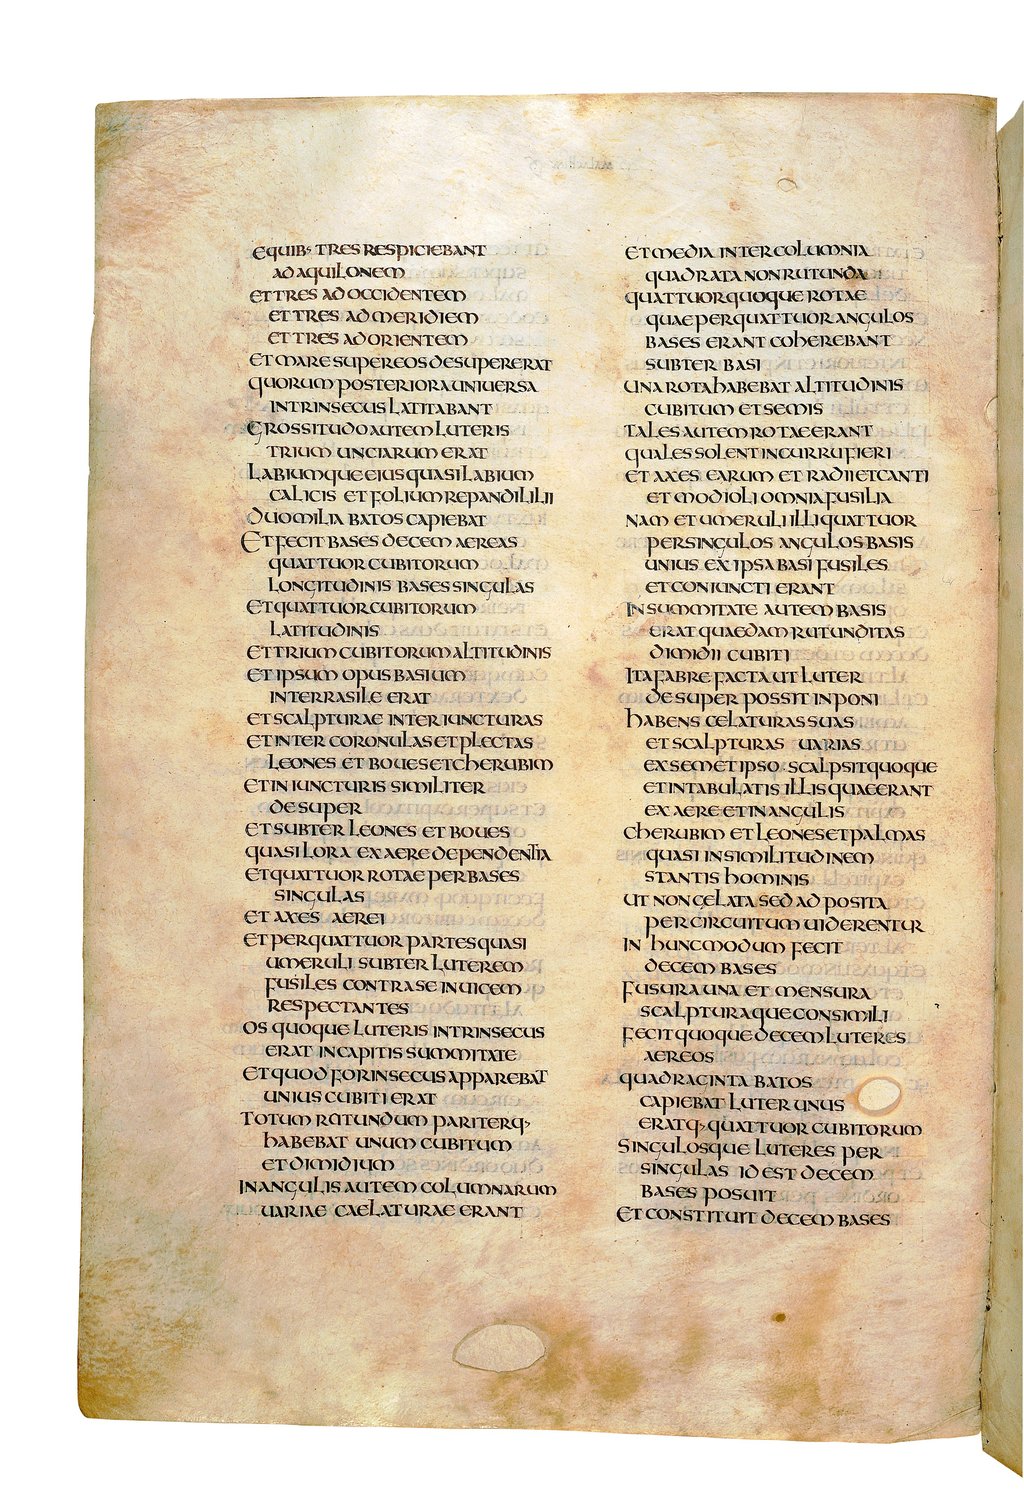 EQUIB· TRES RESPICIEBANT
AD AQUILONEM
ET TRES AD OCCIDENTEM
ET TRES AD MERIDIEM
ET TRES AD ORIENTEM
ET MARE SUPER EOS DESUPER ERAT
QUORUM POSTERIORA UNIUERSA
INTRINSECUS LATITABANT
GROSSITUDO AUTEM LUTERIS
TRIUM UNCIARUM ERAT
LABIUMQUE EIUS QUASI LABIUM
CALICIS ET FOLIUM REPANDI LILII
DUO MILIA BATOS CAPIEBAT
ET FECIT BASES DECEM AEREAS
QUATTUOR CUBITORUM
LONGITUDINIS BASES SINGULAS
ET QUATTUOR CUBITORUM
LATITUDINIS
ET TRIUM CUBITORUM ALTITUDINIS
ET IPSUM OPUS BASIUM
INTERRASILE ERAT
ET SCALPTURAE INTER IUNCTURAS
ET INTER CORONULAS ET PLECTAS
LEONES ET BOUES ET CHERUBIM
ET IN IUNCTURIS SIMILITER
DESUPER
ET SUBTER LEONES ET BOUES
QUASI LORA EX AERE DEPENDENTIA
ET QUATTUOR ROTAE PER BASES
SINGULAS
ET AXES AEREI
ET PER QUATTUOR PARTES QUASI
UMERULI SUBTER LUTEREM
FUSILES CONTRA SE INUICEM
RESPECTANTES
OS QUOQUE LUTERIS INTRINSECUS
ERAT IN CAPITIS SUMMITATE
ET QUOD FORINSECUS APPAREBAT
UNIUS CUBITI ERAT
TOTUM RUTUNDUM PARITERQ·
HABEBAT UNUM CUBITUM
ET DIMIDIUM
IN ANGULIS AUTEM COLUMNARUM
UARIAE CAELATURAE ERANT
ET MEDIA INTERCOLUMNIA
QUADRATA NON RUTUNDA
QUATTUOR QUOQUE ROTAE
QUAE PER QUATTUOR ANGULOS
BASES ERANT COHEREBANT
SUBTER BASI
UNA ROTA HABEBAT ALTITUDINIS
CUBITUM ET SEMIS
TALES AUTEM ROTAE ERANT
QUALES SOLENT IN CURRU FIERI
ET AXES EARUM ET RADII ET CANTI
ET MODIOLI OMNIA FUSILIA
NAM ET UMERULI ILLI QUATTUOR
PER SINGULOS ANGULOS BASIS
UNIUS EX IPSA BASI FUSILES
ET CONIUNCTI ERANT
IN SUMMITATE AUTEM BASIS
ERAT QUAEDAM RUTUNDITAS
DIMIDII CUBITI
ITA FABRE FACTA UT LUTER
DESUPER POSSIT INPONI
HABENS CELATURAS SUAS
ET SCALPTURAS UARIAS
EX SEMET IPSO SCALPSIT QUOQUE
ET IN TABULATIS ILLIS QUAE ERANT
EX AERE ET IN ANGULIS
CHERUBIM ET LEONES ET PALMAS
QUASI IN SIMILITUDINEM
STANTIS HOMINIS
UT NON CELATA SED ADPOSITA
PER CIRCUITUM UIDERENTUR
IN HUNC MODUM FECIT
DECEM BASES
FUSURA UNA ET MENSURA
SCALPTURAQUE CONSIMILI
FECIT QUOQUE DECEM LUTERES
AEREOS
QUADRAGINTA BATOS
CAPIEBAT LUTER UNUS
ERATQ· QUATTUOR CUBITORUM
SINGULOSQUE LUTERES PER
SINGULAS ID EST DECEM
BASES POSUIT
ET CONSTITUIT DECEM BASES